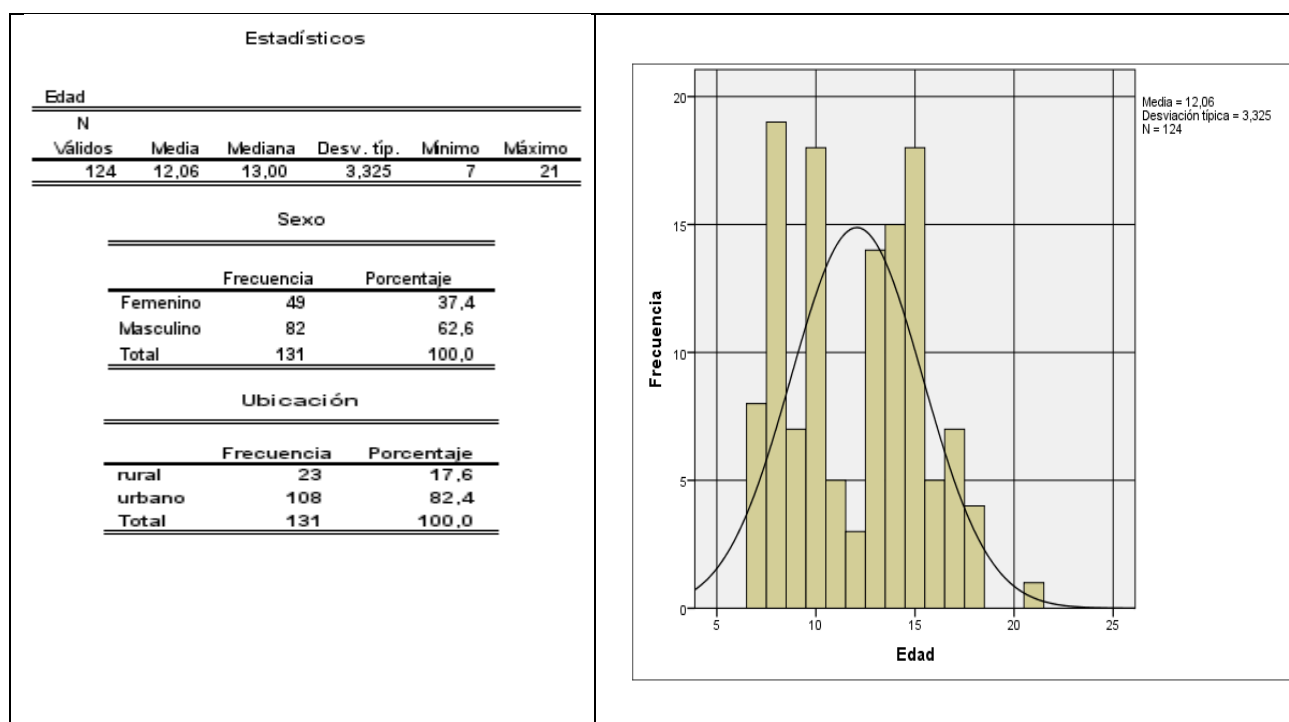 Estadísticos
Edad
N
Válidos Media Mediana Desv. típ. Mínimo Máximo
124 12,06 13,00 3,325 7 21
Sexo
Frecuencia Porcentaje
Femenino 49 37,4
Masculino 82 62,6
Total 131 100,0
Ubicación
Frecuencia Porcentaje
rural 23 17,6
urbano 108 82,4
Total 131 100,0
Media = 12,06
Desviación típica = 3,325
N = 124
Frecuencia
20
15
10
5
0
5 10 15 20 25
Edad